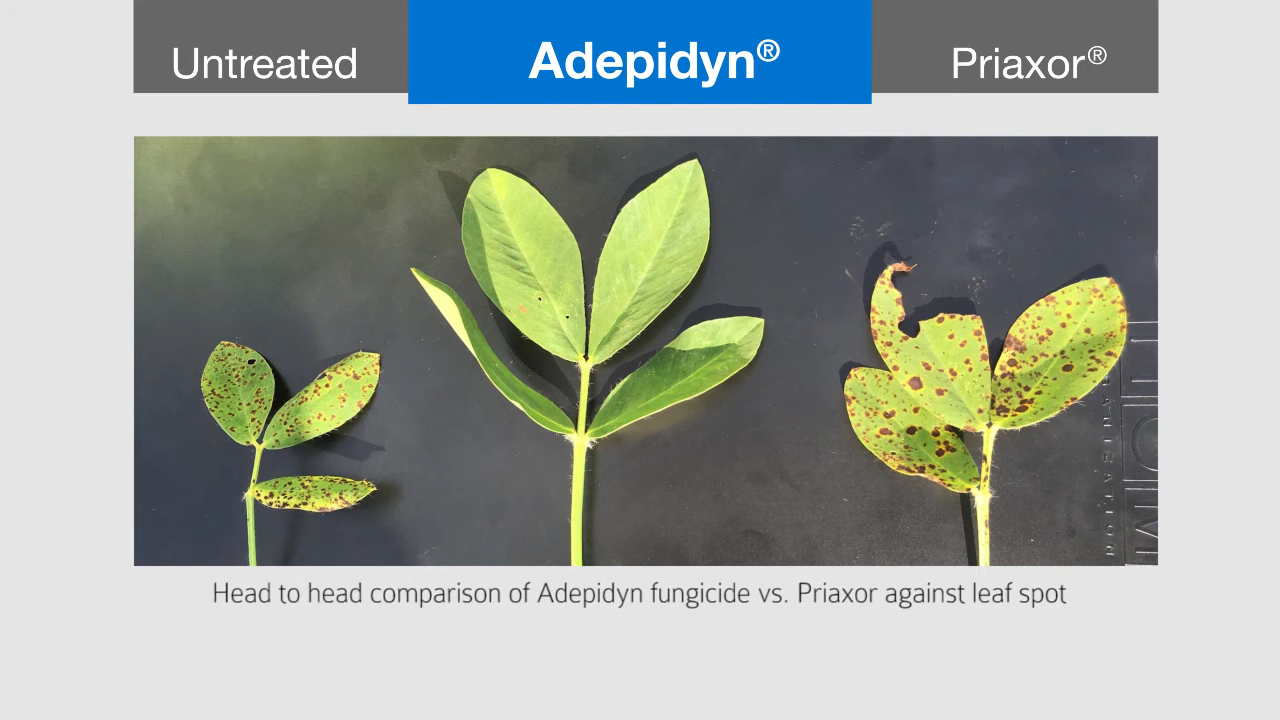 Untreated
Adepidyn®
Priaxor®
Head to head comparison of Adepidyn fungicide vs. Priaxor against leaf spot